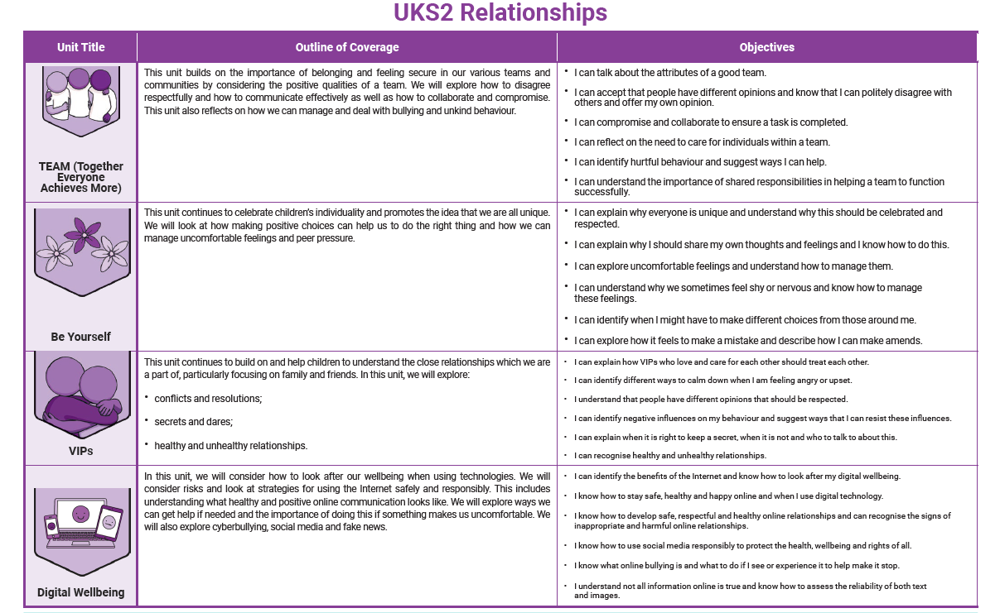 UKS2 Relationships
Unit Title
Outline of Coverage
Objectives
TEAM (Together
Everyone
Achieves More)
This unit builds on the importance of belonging and feeling secure in our various teams and
communities by considering the positive qualities of a team. We will explore how to disagree
respectfully and how to communicate effectively as well as how to collaborate and compromise.
This unit also reflects on how we can manage and deal with bullying and unkind behaviour.
• I can talk about the attributes of a good team.
• I can accept that people have different opinions and know that I can politely disagree with
others and offer my own opinion.
• I can compromise and collaborate to ensure a task is completed.
• I can reflect on the need to care for individuals within a team.
• I can identify hurtful behaviour and suggest ways I can help.
• I can understand the importance of shared responsibilities in helping a team to function
successfully.
Be Yourself
This unit continues to celebrate children's individuality and promotes the idea that we are all unique.
We will look at how making positive choices can help us to do the right thing and how we can
manage uncomfortable feelings and peer pressure.
• I can explain why everyone is unique and understand why this should be celebrated and
respected.
• I can explain why I should share my own thoughts and feelings and I know how to do this.
• I can explore uncomfortable feelings and understand how to manage them.
• I can understand why we sometimes feel shy or nervous and know how to manage
these feelings.
• I can identify when I might have to make different choices from those around me.
• I can explore how it feels to make a mistake and describe how I can make amends.
VIPs
This unit continues to build on and help children to understand the close relationships which we are
a part of, particularly focusing on family and friends. In this unit, we will explore:
• conflicts and resolutions;
• secrets and dares;
• healthy and unhealthy relationships.
• I can explain how VIPs who love and care for each other should treat each other.
• I can identify different ways to calm down when I am feeling angry or upset.
• I understand that people have different opinions that should be respected.
• I can identify negative influences on my behaviour and suggest ways that I can resist these influences.
• I can explain when it is right to keep a secret, when it is not and who to talk to about this.
• I can recognise healthy and unhealthy relationships.
Digital Wellbeing
In this unit, we will consider how to look after our wellbeing when using technologies. We will
consider risks and look at strategies for using the Internet safely and responsibly. This includes
understanding what healthy and positive online communication looks like. We will explore ways we
can get help if needed and the importance of doing this if something makes us uncomfortable. We
will also explore cyberbullying, social media and fake news.
• I can identify the benefits of the Internet and know how to look after my digital wellbeing.
• I know how to stay safe, healthy and happy online and when I use digital technology.
• I know how to develop safe, respectful and healthy online relationships and can recognise the signs of
inappropriate and harmful online relationships.
• I know how to use social media responsibly to protect the health, wellbeing and rights of all.
• I know what online bullying is and what to do if I see or experience it to help make it stop.
• I understand not all information online is true and know how to assess the reliability of both text
and images.